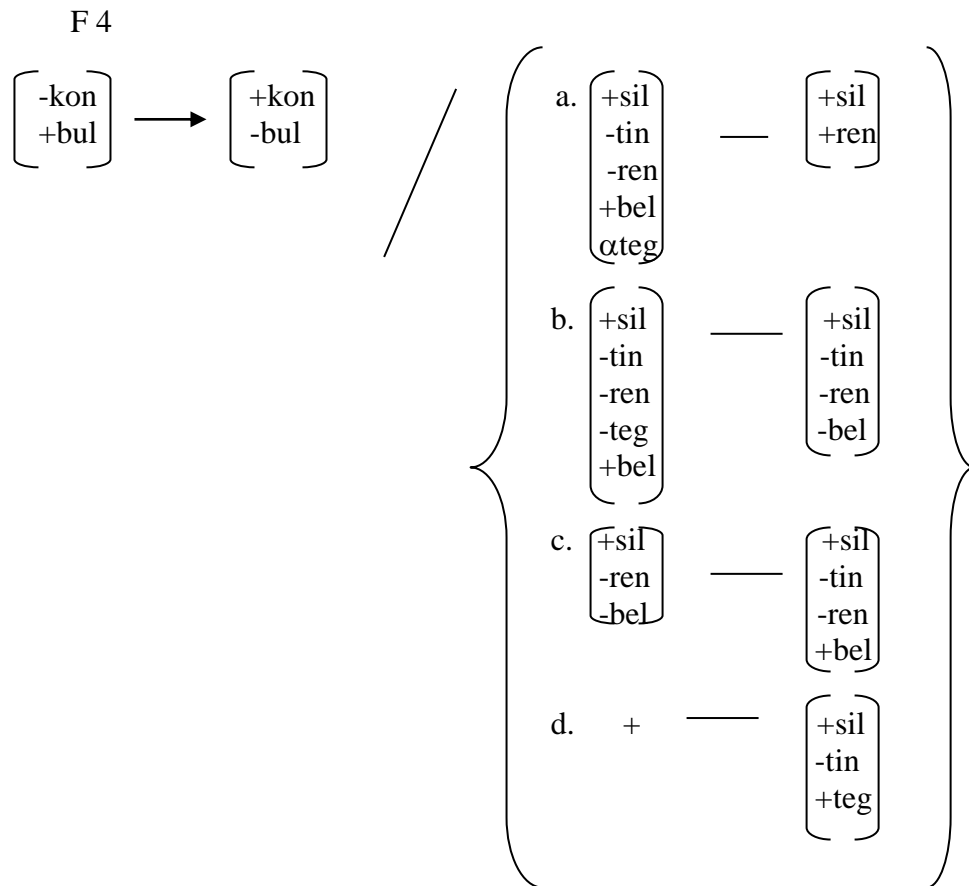 F 4
-kon +kon a. +sil +sil
+bul -bul -tin +ren
-ren
+bel
αteg
b. +sil +sil
-tin -tin
-ren -ren
-teg -bel
+bel
c. +sil +sil
-ren -tin
-bel -ren
+bel
d. + +sil
-tin
+teg